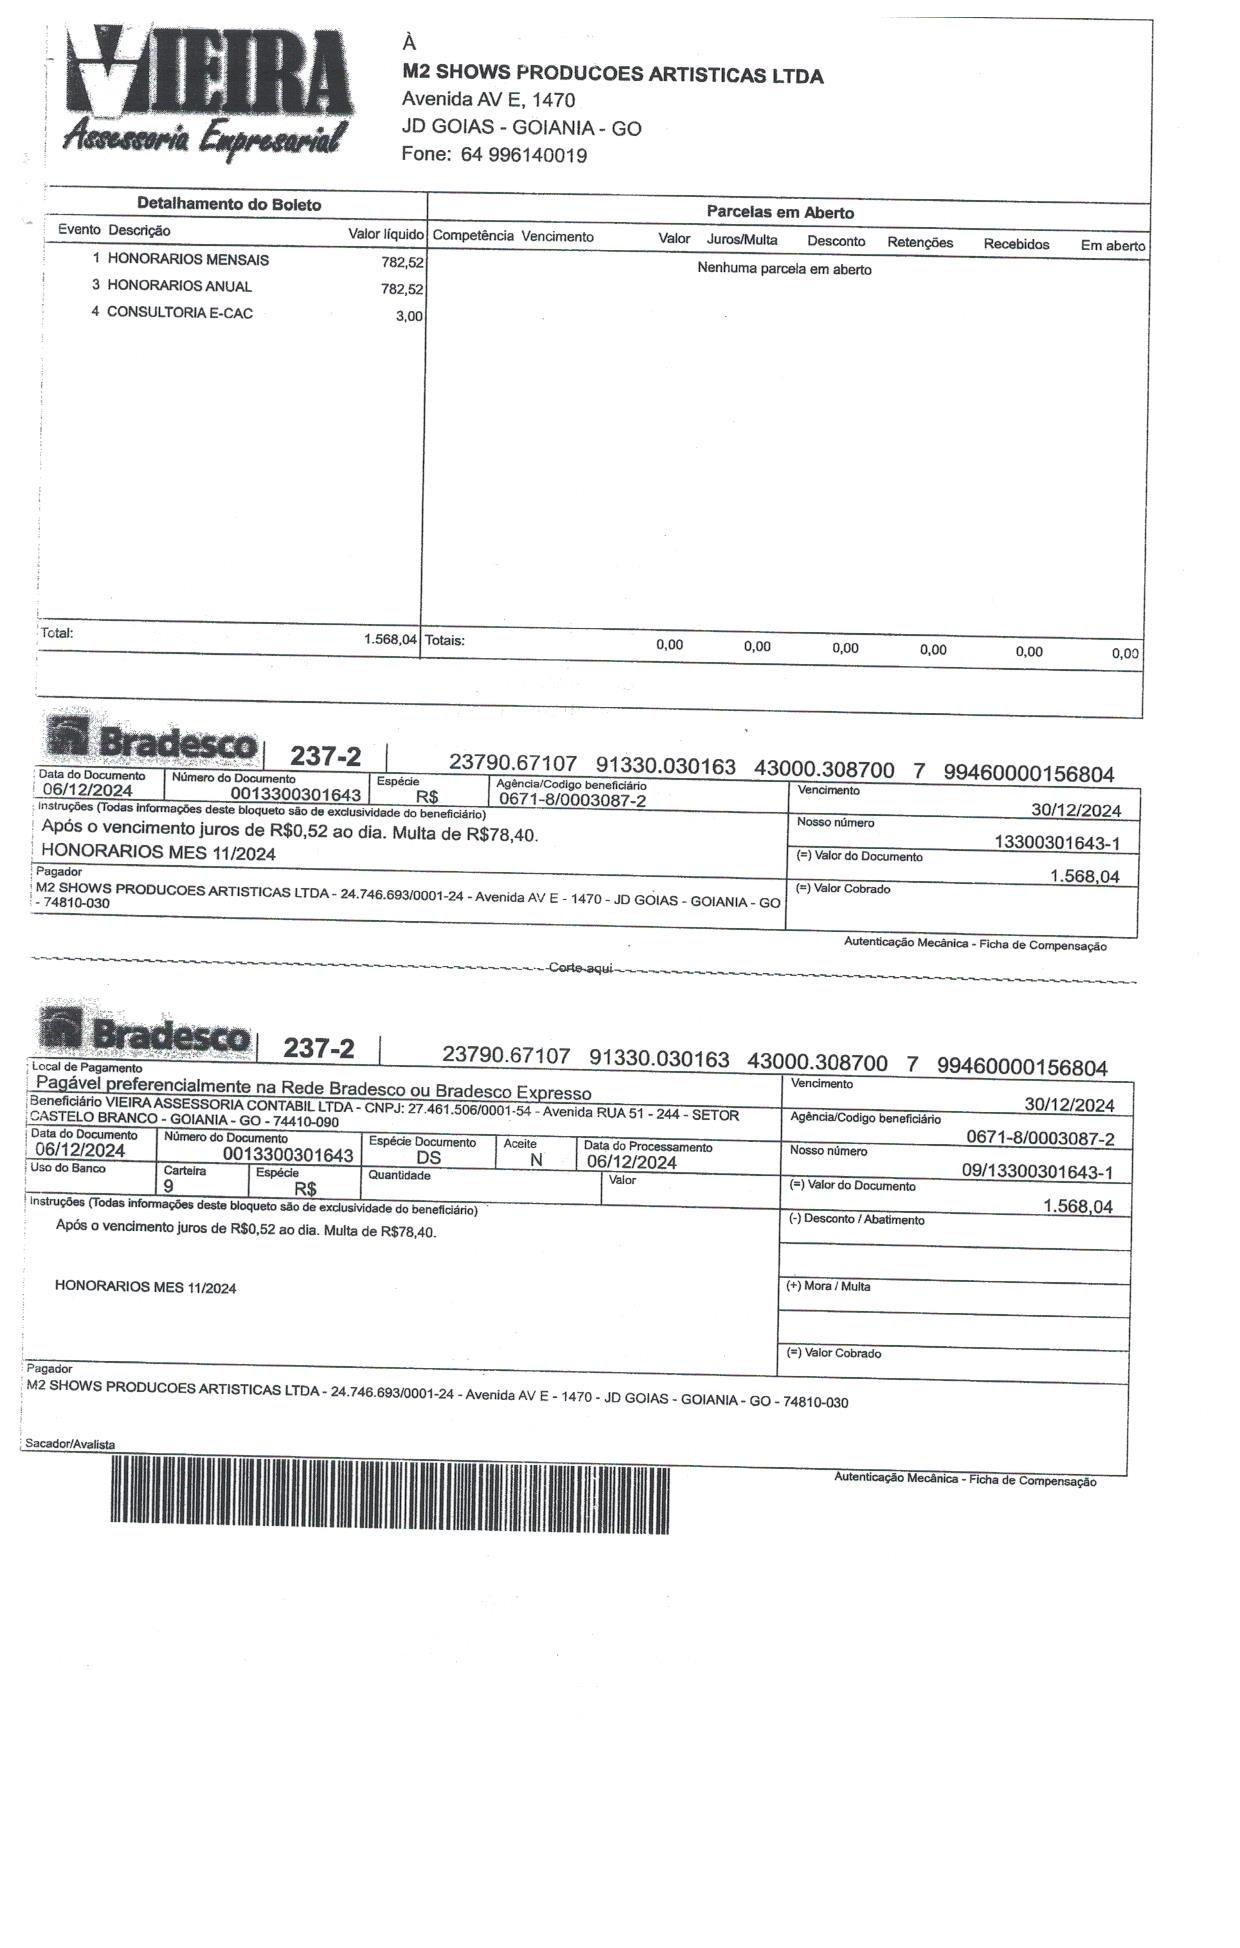 VIEIRA
Assessoria Empresarial
À
M2 SHOWS PRODUCOES ARTISTICAS LTDA
Avenida AV E, 1470
JD GOIAS - GOIANIA - GO
Fone: 64 996140019
Detalhamento do Boleto
Parcelas em Aberto
Evento Descrição Valor líquido Competência Vencimento Valor Juros/Multa Desconto Retenções Recebidos Em aberto
1 HONORARIOS MENSAIS 782,52
Nenhuma parcela em aberto
3 HONORARIOS ANUAL 782,52
4 CONSULTORIA E-CAC 3,00
Total: 1.568,04 Totais: 0,00 0,00 0,00 0,00 0,00 0,00
Bradesco 237-2 23790.67107 91330.030163 43000.308700 7 99460000156804
Data do Documento Número do Documento Espécie Agência/Codigo beneficiário Vencimento
06/12/2024 0013300301643 R$ 0671-8/0003087-2 30/12/2024
Instruções (Todas informações deste bloqueto são de exclusividade do beneficiário) Nosso número
Após o vencimento juros de R$0,52 ao dia. Multa de R$78,40. 13300301643-1
HONORARIOS MES 11/2024 (=) Valor do Documento
1.568,04
Pagador (=) Valor Cobrado
M2 SHOWS PRODUCOES ARTISTICAS LTDA - 24.746.693/0001-24 - Avenida AV E - 1470 - JD GOIAS - GOIANIA - GO
- 74810-030
Autenticação Mecânica - Ficha de Compensação
Corte aqui
Bradesco 237-2 23790.67107 91330.030163 43000.308700 7 99460000156804
Local de Pagamento Vencimento
Pagável preferencialmente na Rede Bradesco ou Bradesco Expresso 30/12/2024
Beneficiário VIEIRA ASSESSORIA CONTABIL LTDA - CNPJ: 27.461.506/0001-54 - Avenida RUA 51 - 244 - SETOR Agência/Codigo beneficiário
CASTELO BRANCO - GOIANIA - GO - 74410-090 0671-8/0003087-2
Data do Documento Número do Documento Espécie Documento Aceite Data do Processamento Nosso número
06/12/2024 0013300301643 DS N 06/12/2024 09/13300301643-1
Uso do Banco Carteira Espécie Quantidade Valor (=) Valor do Documento
9 R$ 1.568,04
Instruções (Todas informações deste bloqueto são de exclusividade do beneficiário) (-) Desconto / Abatimento
Após o vencimento juros de R$0,52 ao dia. Multa de R$78,40.
HONORARIOS MES 11/2024 (+) Mora / Multa
(=) Valor Cobrado
Pagador
M2 SHOWS PRODUCOES ARTISTICAS LTDA - 24.746.693/0001-24 - Avenida AV E - 1470 - JD GOIAS - GOIANIA - GO - 74810-030
Sacador/Avalista
Autenticação Mecânica - Ficha de Compensação